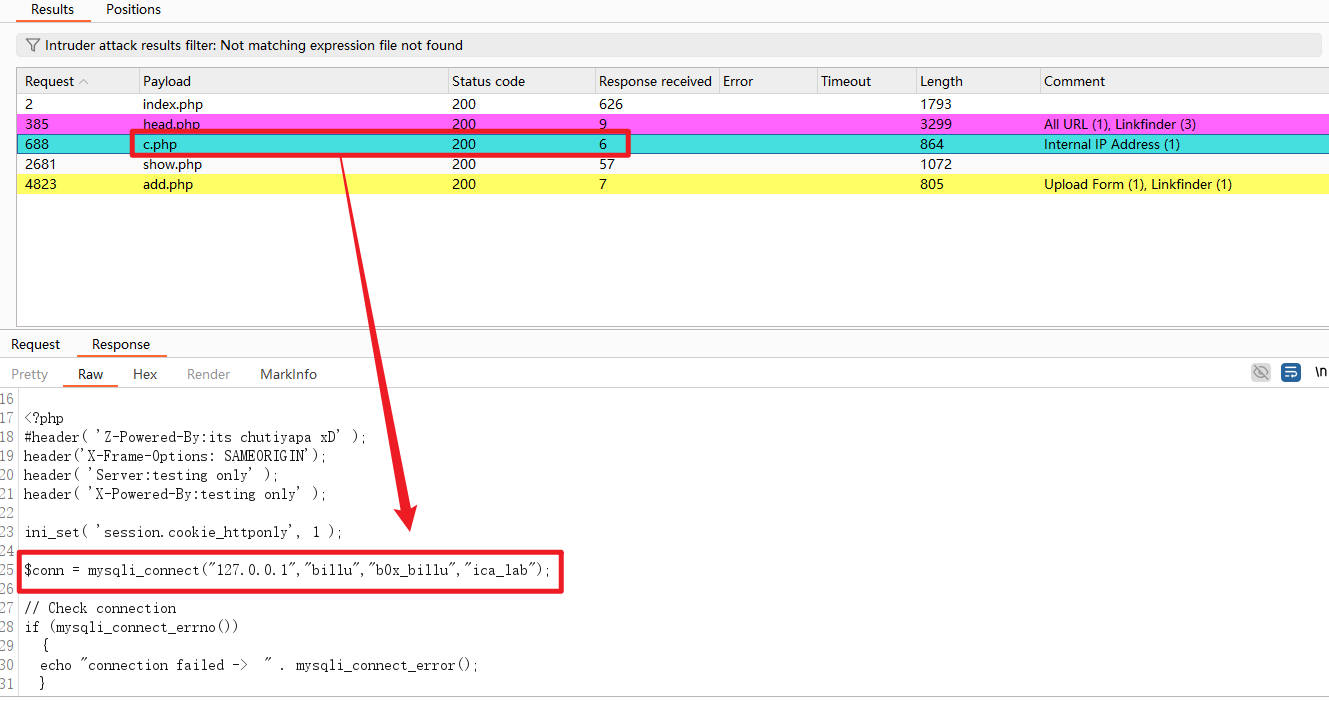 Results Positions
Intruder attack results filter: Not matching expression file not found
Request Payload Status code Response received Error Timeout Length Comment
2 index.php 200 626 1793
385 head.php 200 9 3299 All URL (1), Linkfinder (3)
688 c.php 200 6 864 Internal IP Address (1)
2681 show.php 200 57 1072
4823 add.php 200 7 805 Upload Form (1), Linkfinder (1)
Request Response
Pretty Raw Hex Render MarkInfo \n
16
17 <?php
18 #header( 'Z-Powered-By:its chutiyapa xD' );
19 header('X-Frame-Options: SAMEORIGIN');
20 header( 'Server:testing only' );
21 header( 'X-Powered-By:testing only' );
22
23 ini_set( 'session.cookie_httponly', 1 );
24
25 $conn = mysqli_connect("127.0.0.1","billu","b0x_billu","ica_lab");
26
27 // Check connection
28 if (mysqli_connect_errno())
29 {
30 echo "connection failed -> " . mysqli_connect_error();
31 }